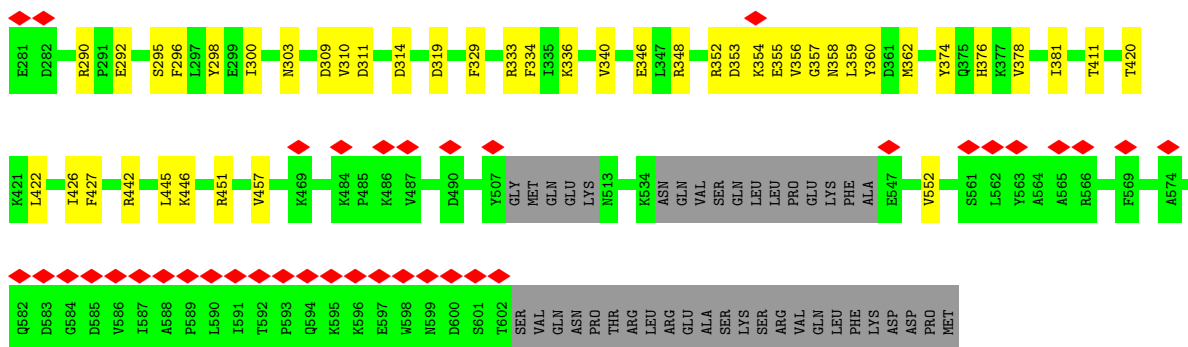 E281 D282 R290 P291 E292 S295 F296 L297 Y298 E299 I300 N303 D309 V310 D311 D314 D319 F329 R333 F334 I335 K336 V340 E346 L347 R348 R352 D353 K354 E355 V356 G357 N358 L359 Y360 D361 M362 Y374 Q375 H376 K377 V378 I381 T411 T420
K421 L422 I426 F427 R442 L445 K446 R451 V457 K469 K484 P485 K486 V487 D490 Y507 GLY MET GLN GLU LYS N513 K534 ASN GLN VAL SER GLN LEU LEU PRO GLU LYS PHE ALA E547 V552 S561 L562 Y563 A564 A565 R566 F569 A574
Q582 D583 G584 D585 V586 I587 A588 P589 L590 I591 T592 P593 Q594 K595 K596 E597 W598 N599 D600 S601 T602 SER VAL GLN ASN PRO THR ARG LEU ARG GLU ALA SER LYS SER ARG VAL GLN LEU PHE LYS ASP ASP PRO MET